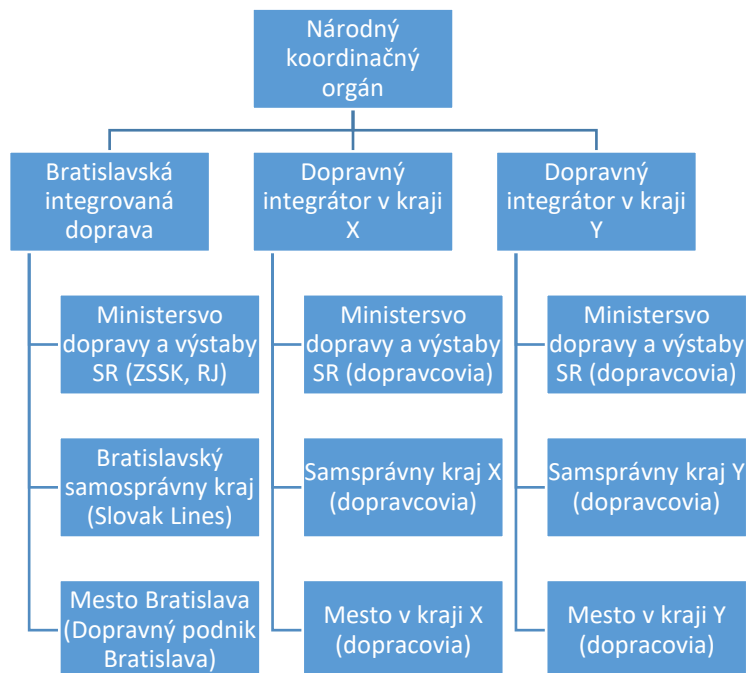 Národný
koordinačný
orgán
Bratislavská
integrovaná
doprava
Dopravný
integrátor v kraji
X
Dopravný
integrátor v kraji
Y
Ministersvo
dopravy a výstaby
SR (ZSSK, RJ)
Ministersvo
dopravy a výstaby
SR (dopravcovia)
Ministersvo
dopravy a výstaby
SR (dopravcovia)
Bratislavský
samosprávny kraj
(Slovak Lines)
Samsprávny kraj X
(dopravcovia)
Samsprávny kraj Y
(dopravcovia)
Mesto Bratislava
(Dopravný podnik
Bratislava)
Mesto v kraji X
(dopracovia)
Mesto v kraji Y
(dopracovia)